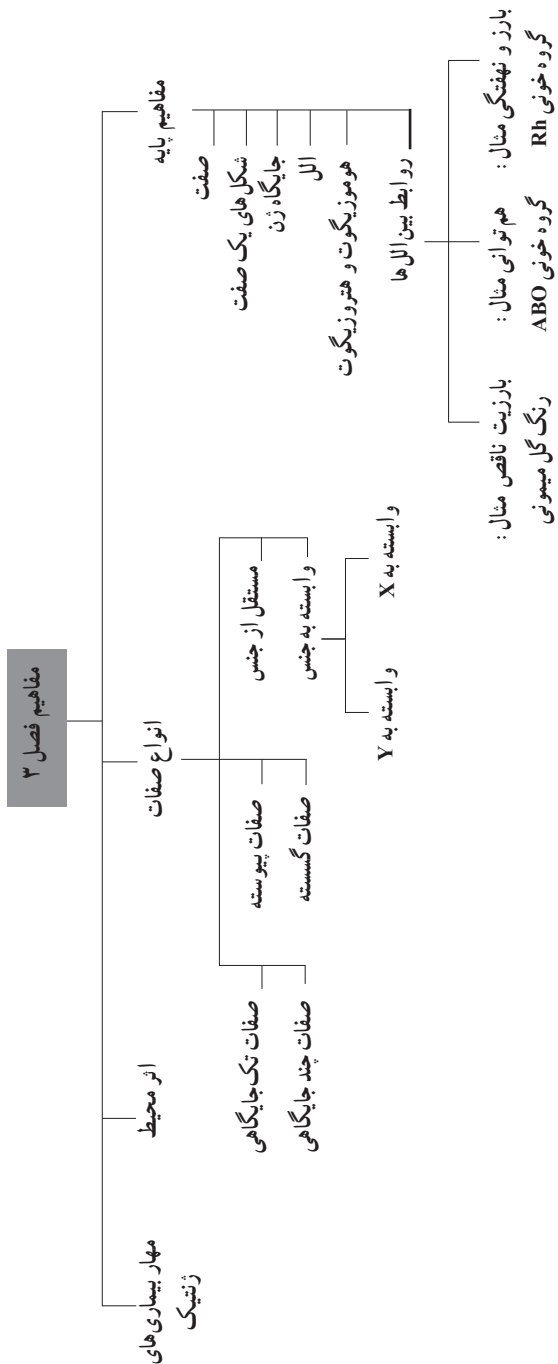 مفاهیم فصل ۳
مفاهیم پایه
صفت
شکل‌های یک صفت
جایگاه ژن
الل
هوموزیگوت و هتروزیگوت
روابط بین الل‌ها
بارز و نهفتگی مثال :
گروه خونی Rh
هم‌توانی مثال :
گروه خونی ABO
بارزیت ناقص مثال :
رنگ گل میمونی
انواع صفات
مستقل از جنس
وابسته به جنس
وابسته به X
وابسته به Y
صفات پیوسته
صفات گسسته
صفات تک‌جایگاهی
صفات چند جایگاهی
اثر محیط
مهار بیماری‌های
ژنتیک